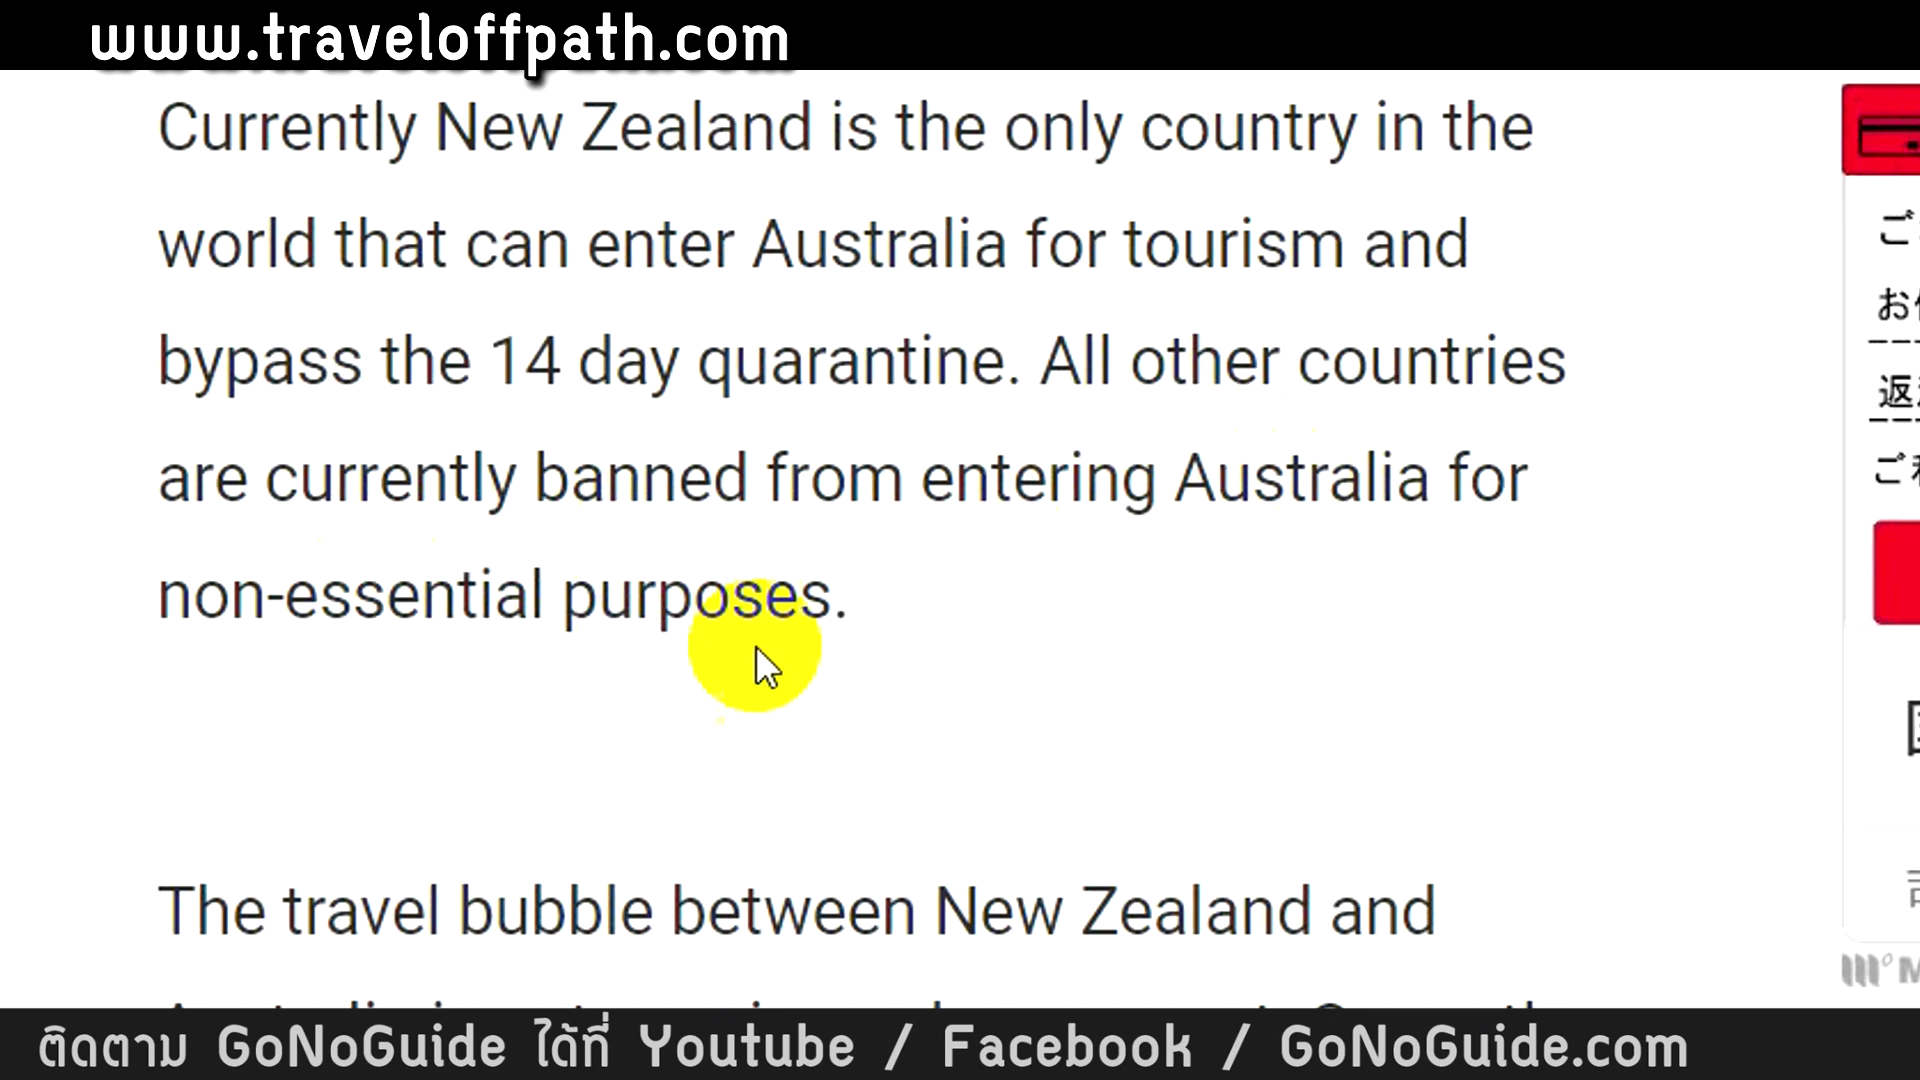 www.traveloffpath.com
Currently New Zealand is the only country in the
world that can enter Australia for tourism and
bypass the 14 day quarantine. All other countries
are currently banned from entering Australia for
non-essential purposes.
The travel bubble between New Zealand and
ติดตาม GoNoGuide ได้ที่ Youtube / Facebook / GoNoGuide.com